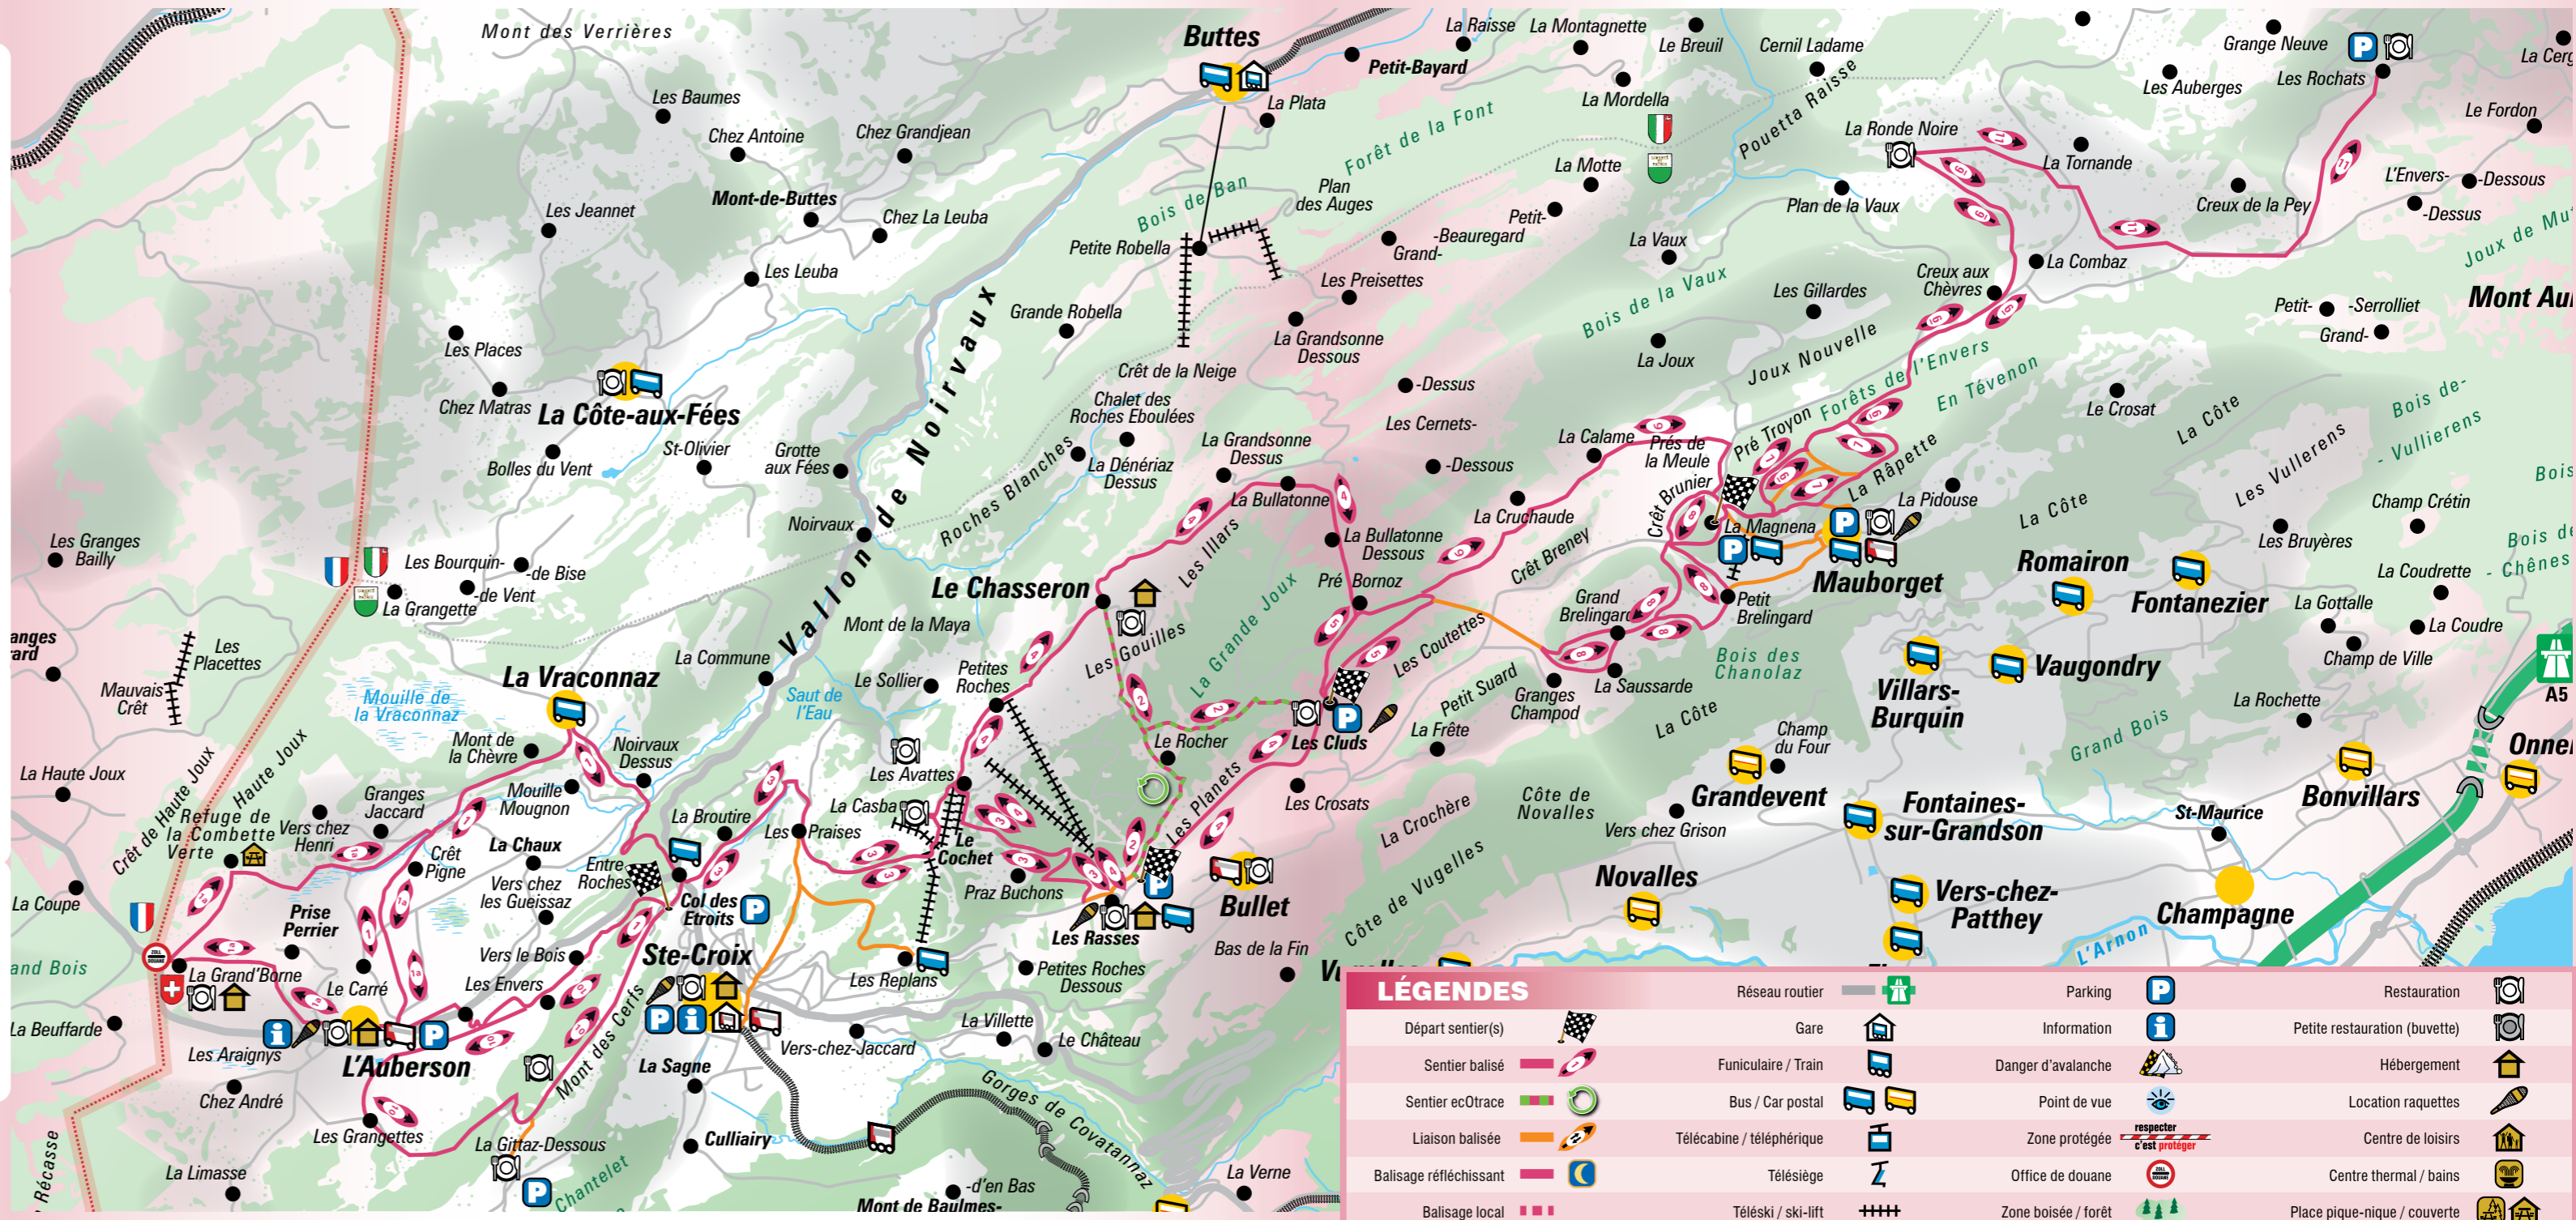 Mont des Verrières
Buttes
La Raisse
La Montagnette
Le Breuil
Cernil Ladame
Grange Neuve
P
Les Rochats
Petit-Bayard
Les Baumes
La Plata
La Mordella
Pouetta Raisse
Les Auberges
Le Fordon
Chez Antoine
Chez Grandjean
Forêt de la Font
La Ronde Noire
La Tornande
L'Envers-
-Dessous
-Dessus
Mont-de-Buttes
Bois de Ban
Plan
des Auges
La Motte
Plan de la Vaux
Creux de la Pey
Les Jeannet
Chez La Leuba
Petit-
-Beauregard
Grand-
Petite Robella
La Vaux
La Combaz
Les Leuba
Les Preisettes
Bois de la Vaux
Les Gillardes
Creux aux
Chèvres
Petit-
-Serrolliet
Grand-
Grande Robella
La Grandsonne
Dessous
La Joux
Joux Nouvelle
Forêts de l'Envers
En Tévenon
Les Places
Crêt de la Neige
-Dessus
Les Cernets-
-Dessous
Chez Matras
La Côte-aux-Fées
Chalet des
Roches Eboulées
Le Crosat
La Côte
Bois de-
- Vullierens
Bolles du Vent
St-Olivier
Grotte
aux Fées
Vallon de Noirvaux
Roches Blanches
La Dénériaz
Dessus
La Grandsonne
Dessus
La Bullatonne
La Calame
Prés de
la Meule
Pré Troyon
Crêt Brunier
La Râpette
La Pidouse
La Côte
Les Vullerens
Champ Crétin
Noirvaux
Les Illars
La Cruchaude
La Magnena
Les Bruyères
Les Granges
Bailly
Les Bourquin-
-de Bise
-de Vent
La Grangette
La Bullatonne
Dessous
Crêt Breney
Mauborget
Romairon
Fontanezier
La Coudrette
- Chênes
Le Chasseron
Pré Bornoz
Grand
Brelingard
Petit
Brelingard
La Gottalle
La Coudre
Champ de Ville
Les
Placettes
Mont de la Maya
Les Gouilles
La Grande Joux
Les Coutettes
Bois des
Chanolaz
Villars-
Burquin
Vaugondry
A5
Mauvais
Crêt
Mouille de
la Vraconnaz
La Vraconnaz
La Commune
Saut de
l'Eau
Le Sollier
Petites
Roches
Petit Suard
Granges
Champod
La Saussarde
La Côte
La Rochette
Grand Bois
Crêt de Haute Joux
Haute Joux
Mont de
la Chèvre
Noirvaux
Dessus
Le Rocher
Les Cluds
La Frête
Champ
du Four
La Haute Joux
Mouille
Mougnon
Les Avattes
Les Planets
Les Crosats
La Crochère
Côte de
Novalles
Grandevent
Vers chez Grison
Fontaines-
sur-Grandson
Bonvillars
St-Maurice
Refuge de
la Combette
Verte
Vers chez
Henri
Granges
Jaccard
Crêt
Pigne
La Chaux
Vers chez
les Gueissaz
Entre
Roches
La Broutire
Les Praises
La Casba
Le
Cochet
Praz Buchons
Bullet
Côte de Vugelles
Novalles
Vers-chez-
Patthey
Champagne
L'Arnon
La Coupe
Prise
Perrier
Col des
Etroits
Ste-Croix
Les Rasses
Bas de la Fin
Vers le Bois
Les Envers
Mont des Cerfs
Les Replans
Petites Roches
Dessous
La Grand'Borne
Le Carré
La Beuffarde
Les Araignys
L'Auberson
Vers-chez-Jaccard
La Villette
Le Château
Chez André
Les Grangettes
La Gittaz-Dessous
La Sagne
Culliairy
Gorges de Covatannaz
La Limasse
Chantelet
-d'en Bas
Mont de Baulmes-
La Verne
Récasse
LÉGENDES
Départ sentier(s)
Sentier balisé
Sentier ecOtrace
Liaison balisée
Balisage réfléchissant
Balisage local
Réseau routier
Gare
Funiculaire / Train
Bus / Car postal
Télécabine / téléphérique
Télésiège
Téléski / ski-lift
Parking
Information
Danger d'avalanche
Point de vue
Zone protégée
respecter
c'est protéger
Office de douane
Zone boisée / forêt
Restauration
Petite restauration (buvette)
Hébergement
Location raquettes
Centre de loisirs
Centre thermal / bains
Place pique-nique / couverte